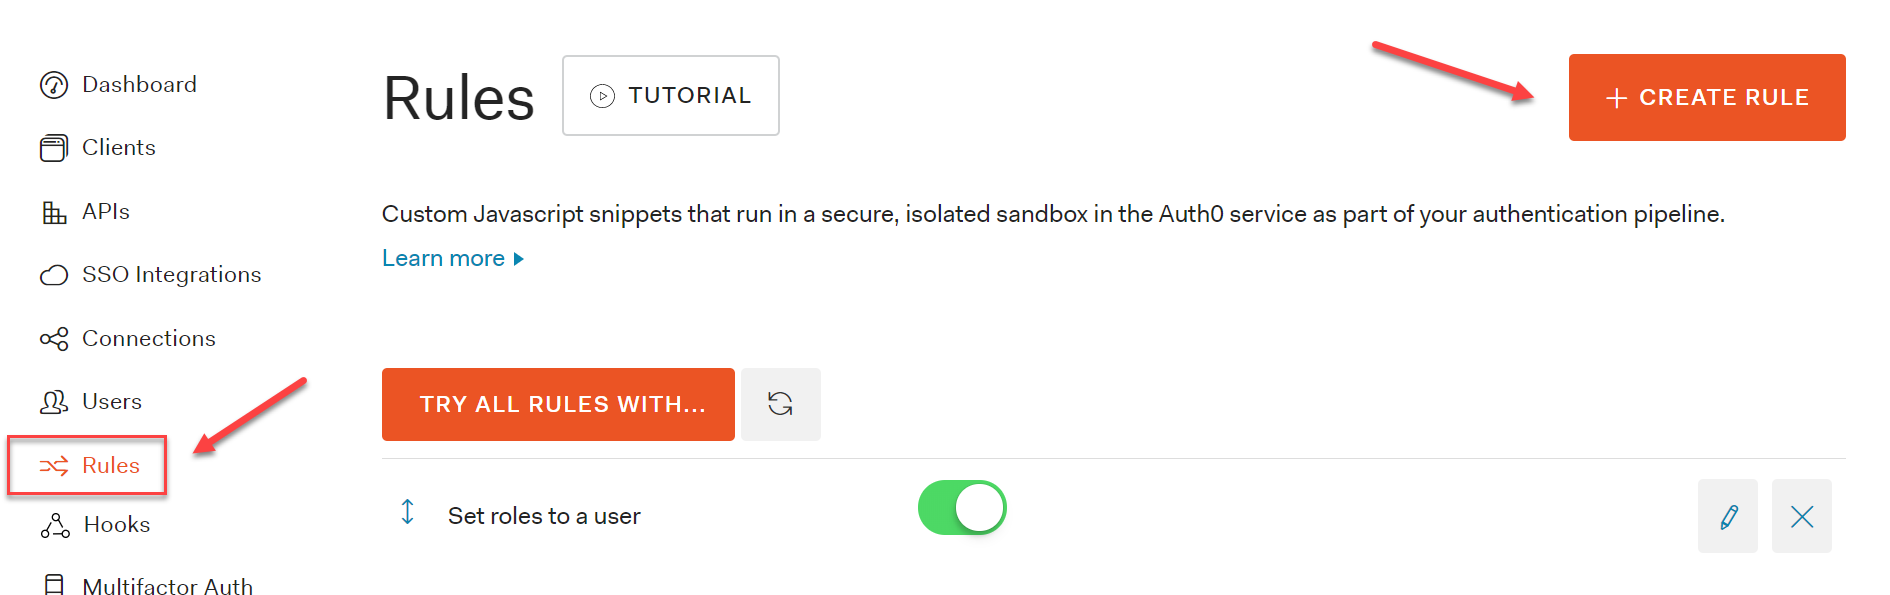 Dashboard
Clients
APIs
SSO Integrations
Connections
Users
Rules
Hooks
Multifactor Auth
Rules
TUTORIAL
+ CREATE RULE
Custom Javascript snippets that run in a secure, isolated sandbox in the Auth0 service as part of your authentication pipeline.
Learn more
TRY ALL RULES WITH...
Set roles to a user